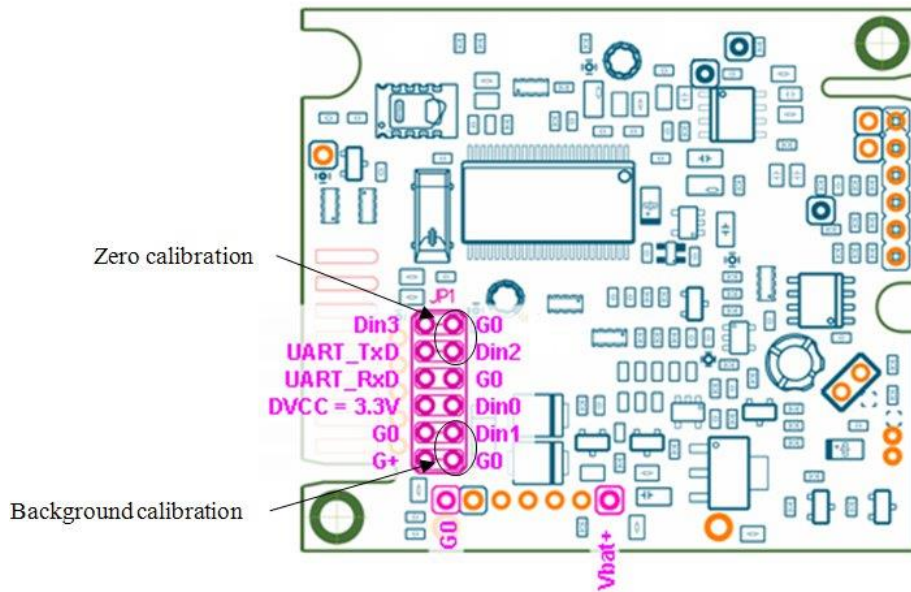 Zero calibration
JP1
Din3 G0
UART_TxD Din2
UART_RxD G0
DVCC = 3.3V Din0
G0 Din1
G+ G0
Background calibration
G0
Vbat+